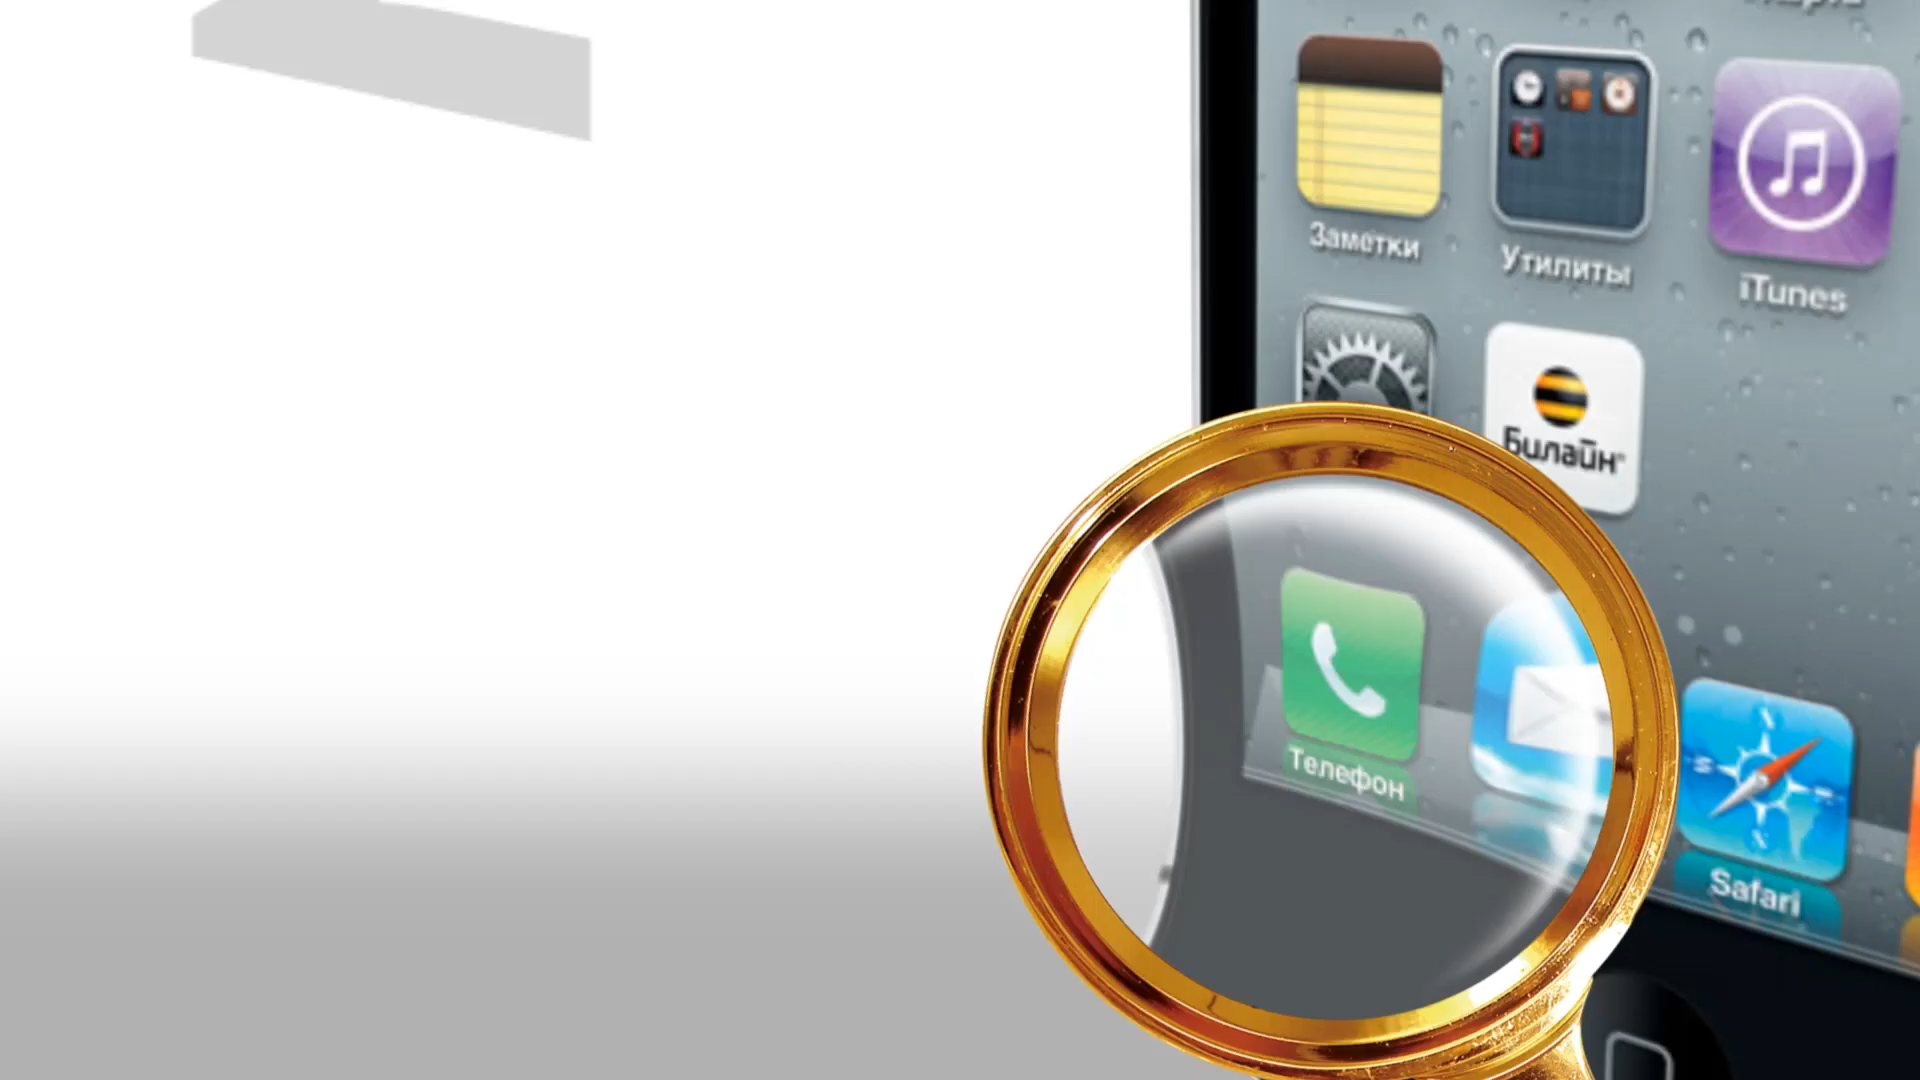 Заметки
Утилиты
iTunes
Билайн
Телефон
Safari